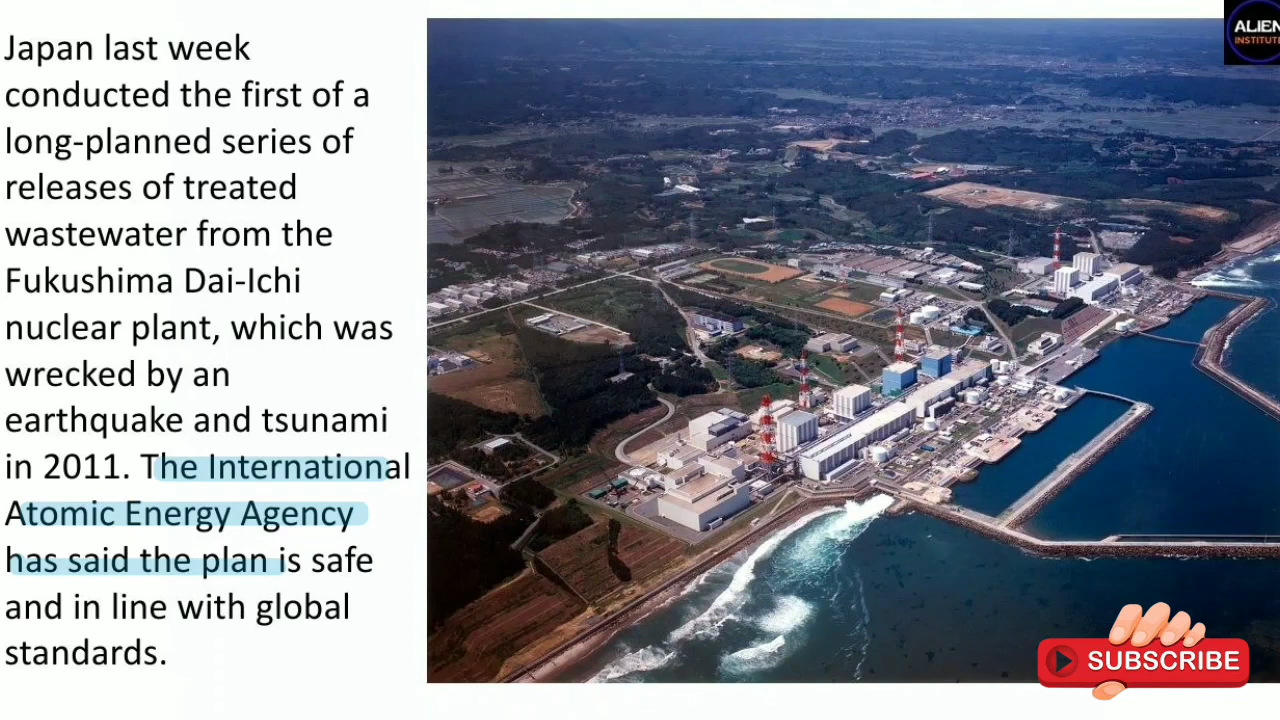 Japan last week
conducted the first of a
long-planned series of
releases of treated
wastewater from the
Fukushima Dai-Ichi
nuclear plant, which was
wrecked by an
earthquake and tsunami
in 2011. The International
Atomic Energy Agency
has said the plan is safe
and in line with global
standards.
ALIEN
INSTITUTE
SUBSCRIBE